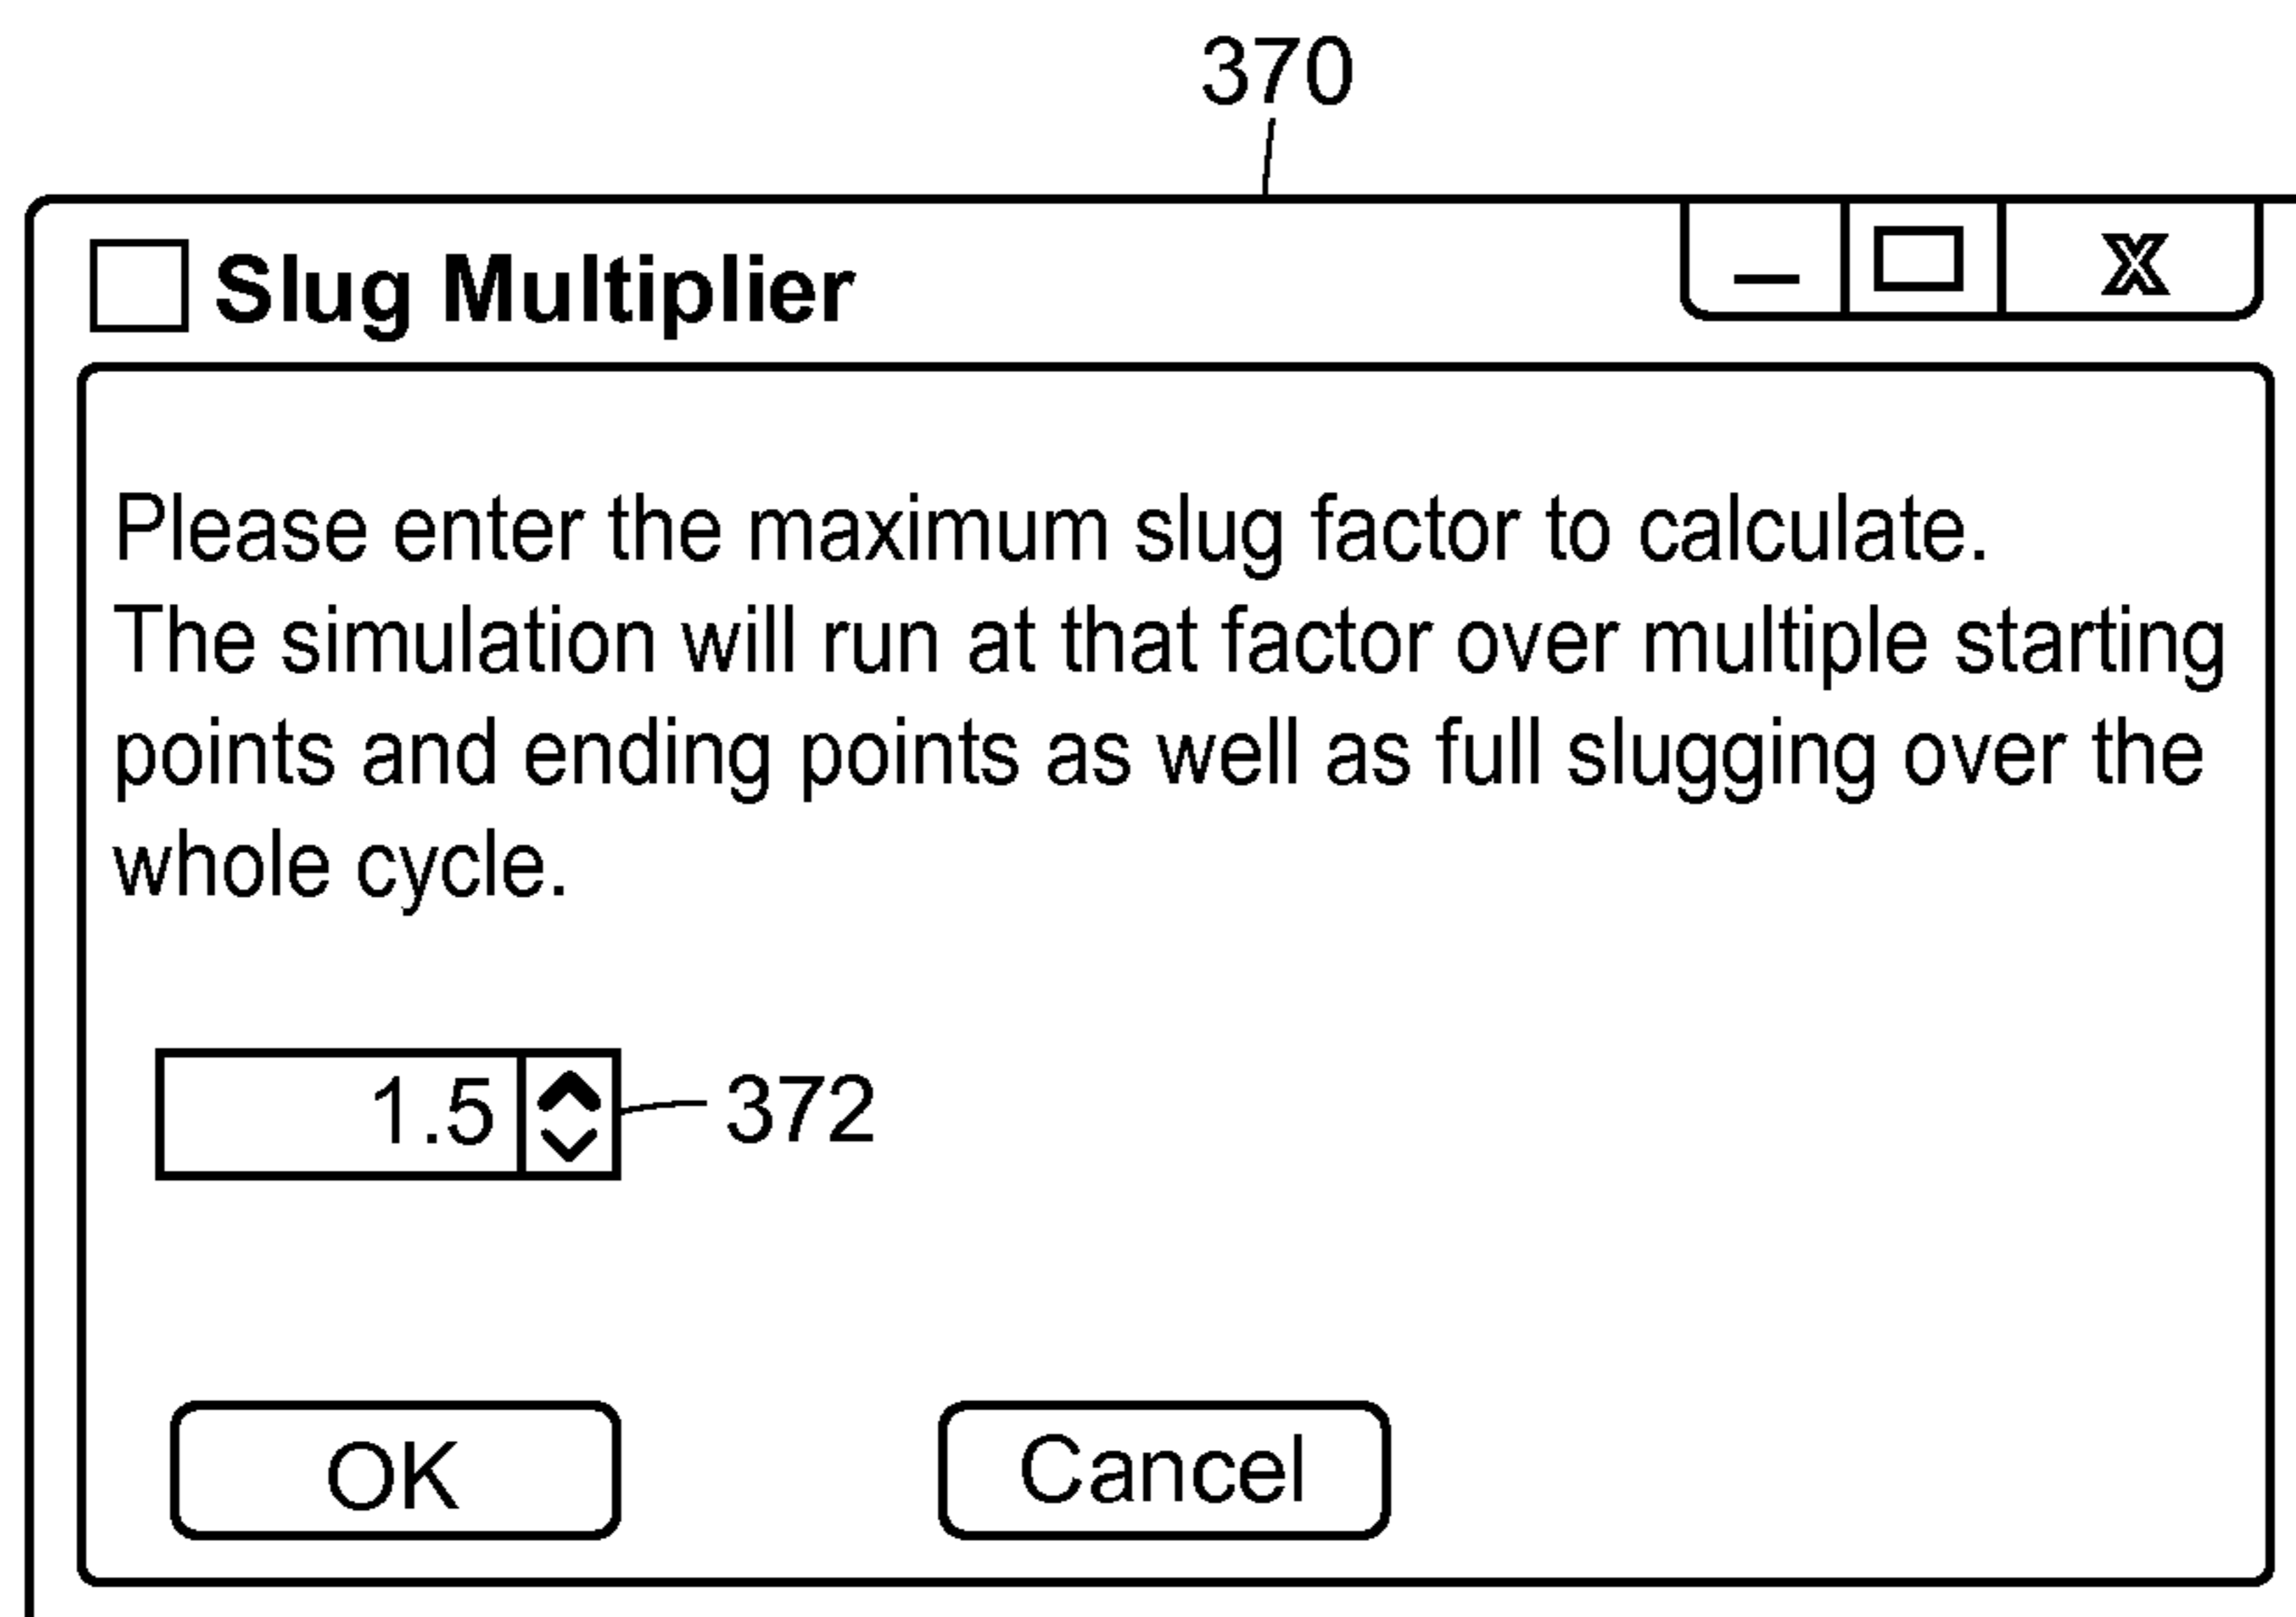 370
Slug Multiplier
X
Please enter the maximum slug factor to calculate.
The simulation will run at that factor over multiple starting
points and ending points as well as full slugging over the
whole cycle.
1.5
372
OK
Cancel